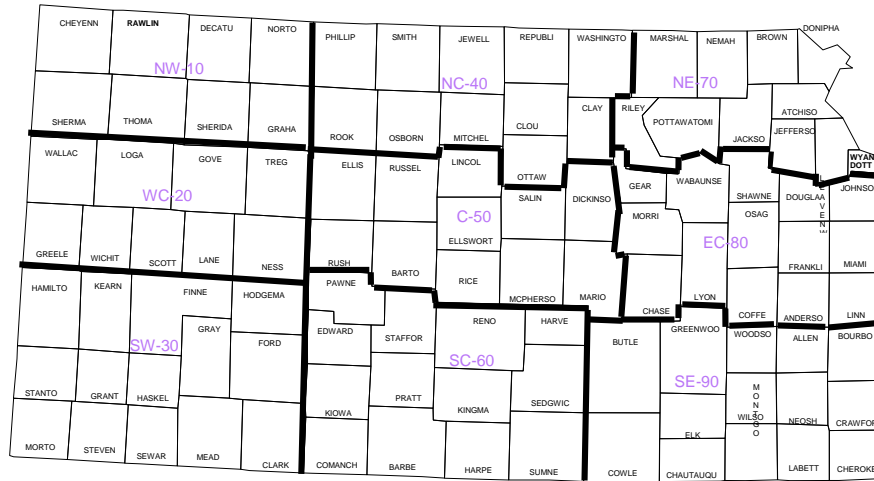 CHEYENN RAWLIN DECATU NORTO PHILLIP SMITH JEWELL REPUBLI WASHINGTO MARSHAL NEMAH BROWN DONIPHA
NW-10 NC-40 NE-70
SHERMA THOMA SHERIDA GRAHA ROOK OSBORN MITCHEL CLOU CLAY RILEY POTTAWATOMI JACKSO ATCHISO JEFFERSO
WALLAC LOGA GOVE TREG ELLIS RUSSEL LINCOL OTTAW DICKINSO GEAR WABAUNSE SHAWNE DOUGLA LEAVENW WYAN
DOTT JOHNSO
WC-20 C-50 EC-80
GREELE WICHIT SCOTT LANE NESS RUSH BARTO ELLSWORT SALIN MORRI OSAG FRANKLI MIAMI
HAMILTO KEARN FINNE HODGEMA PAWNE RICE MCPHERSO MARIO CHASE LYON COFFE ANDERSO LINN
SW-30 SC-60 SE-90
GRAY FORD EDWARD STAFFOR RENO HARVE BUTLE GREENWOO WOODSO ALLEN BOURBO
STANTO GRANT HASKEL KIOWA PRATT KINGMA SEDGWIC ELK WILSO MONTGO NEOSH CRAWFOR
MORTO STEVEN SEWAR MEAD CLARK COMANCH BARBE HARPE SUMNE COWLE CHAUTAUQU LABETT CHEROKE